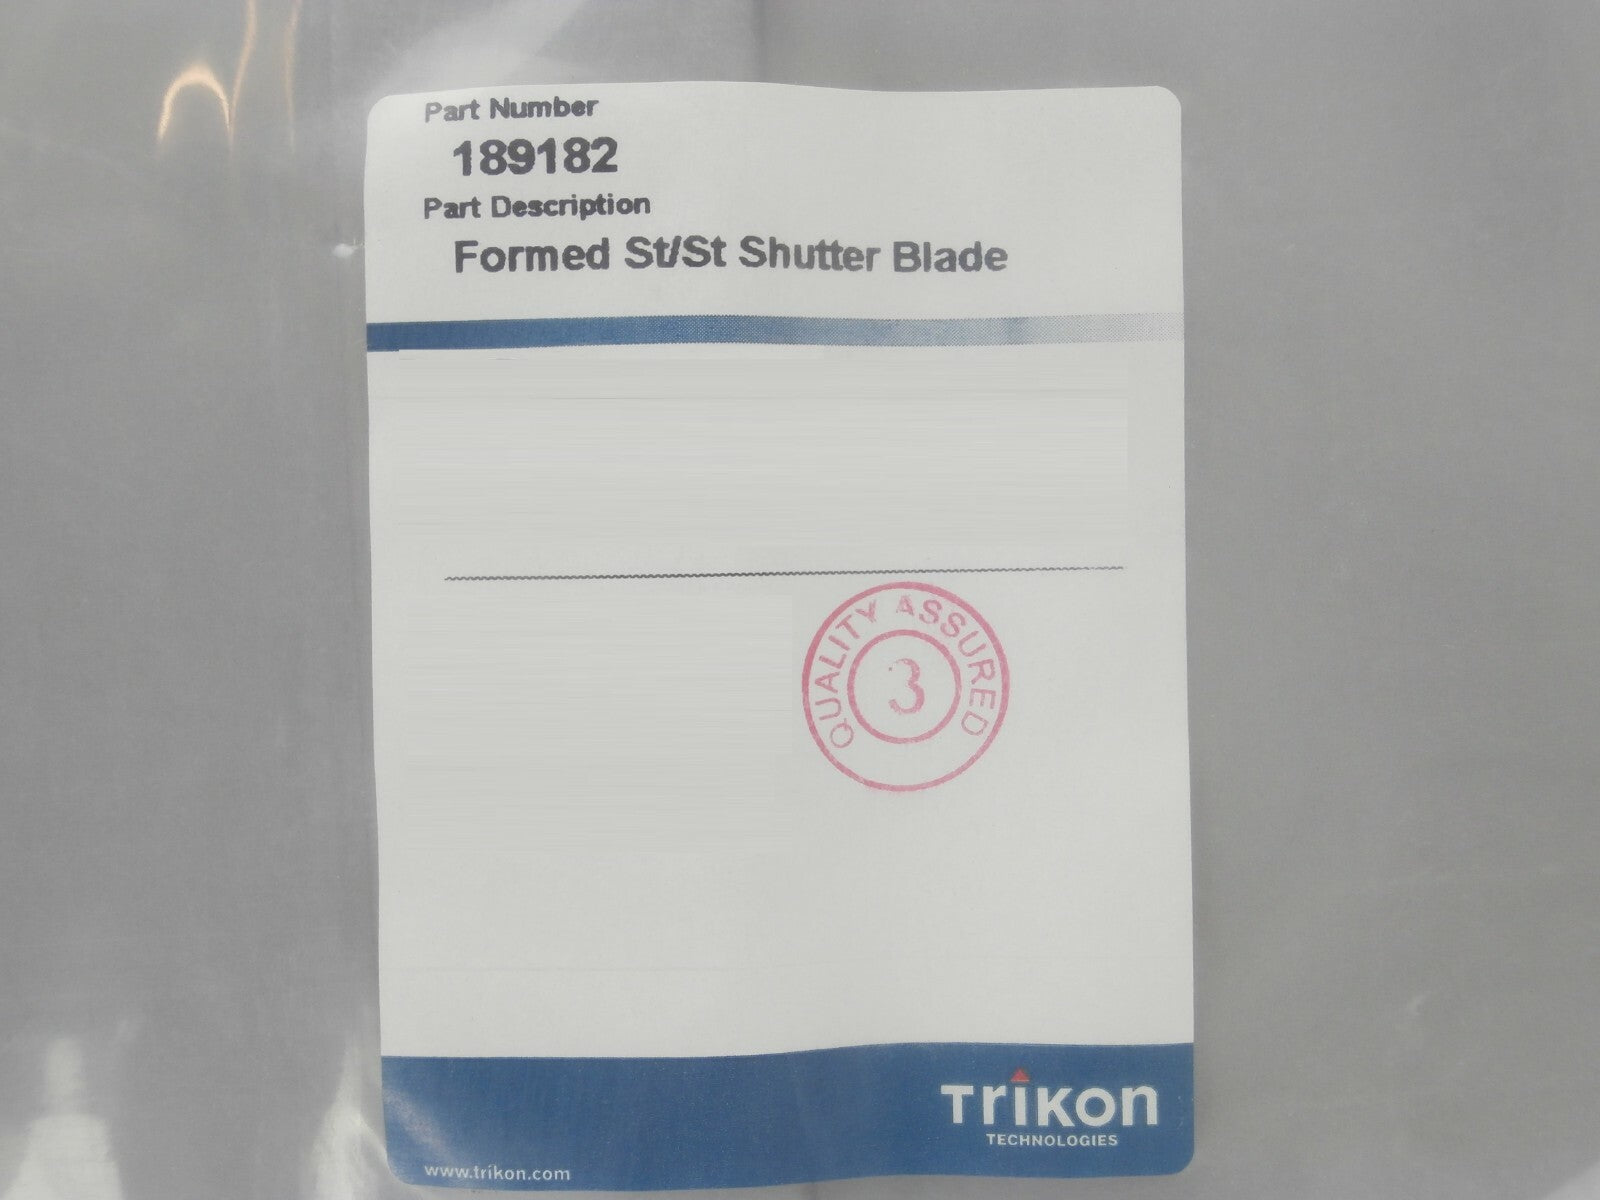 Part Number
189182
Part Description
Formed St/St Shutter Blade
QUALITY ASSURED
3
Trikon
TECHNOLOGIES
www.trikon.com